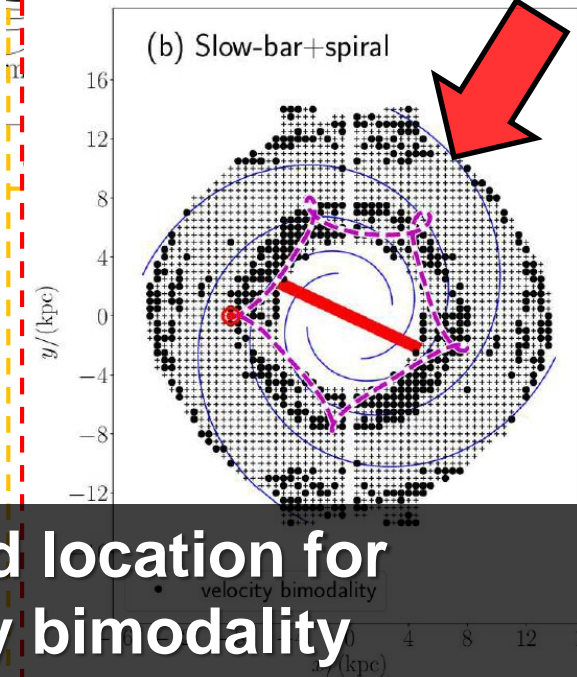 (b) Slow-bar+spiral
16
12
8
4
0
−4
−8
−12
y/(kpc)
location for
velocity bimodality
bimodality
0 4 8 12
/(kpc)